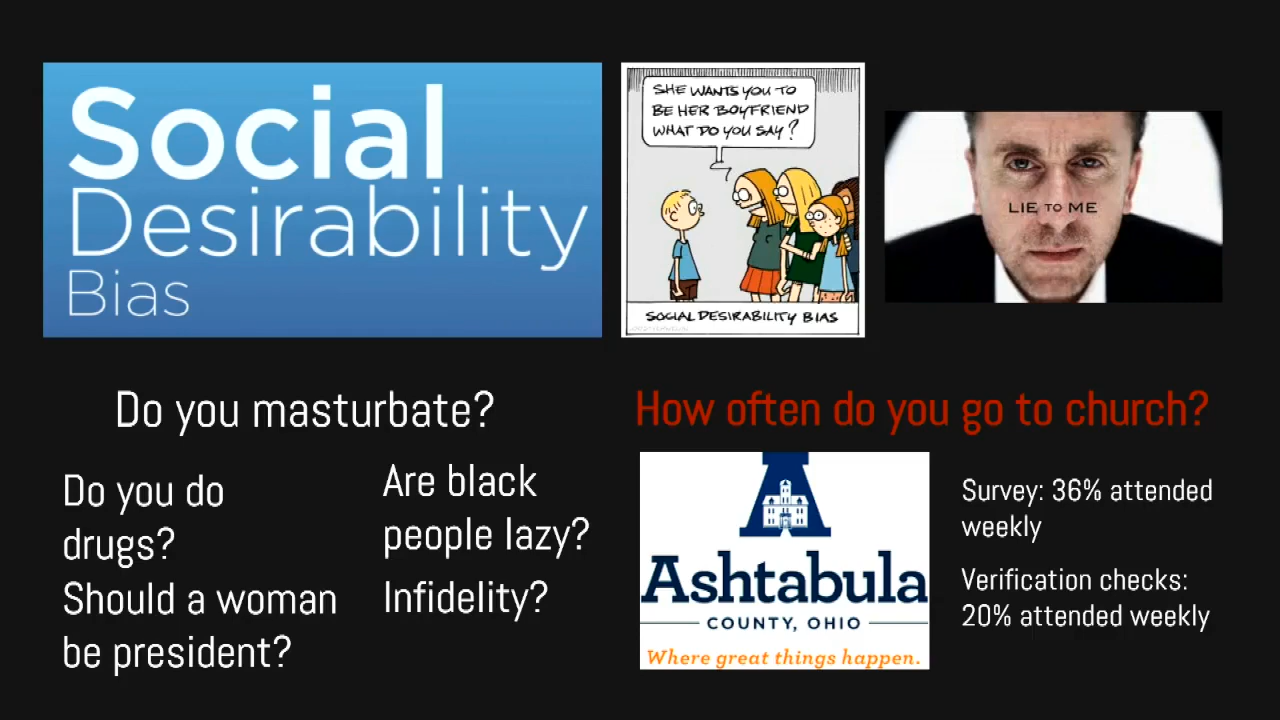 Social
Desirability
Bias
SHE WANTS YOU TO
BE HER BOYFRIEND
WHAT DO YOU SAY?
SOCIAL DESIRABILITY BIAS
LIE TO ME
Do you masturbate?
Do you do
drugs?
Should a woman
be president?
Are black
people lazy?
Infidelity?
How often do you go to church?
A
Ashtabula
COUNTY, OHIO
Where great things happen.
Survey: 36% attended
weekly
Verification checks:
20% attended weekly